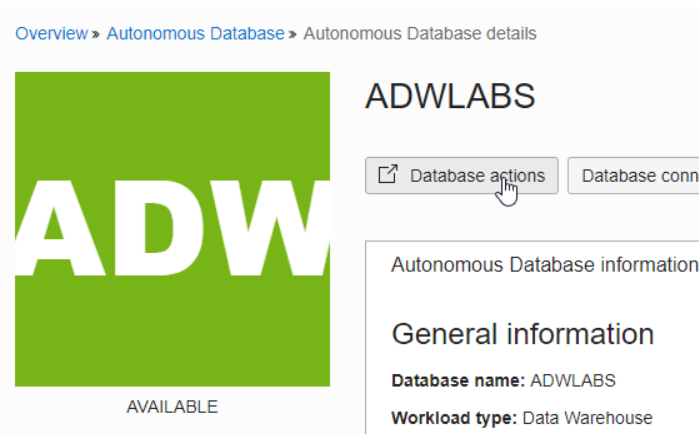 Overview » Autonomous Database » Autonomous Database details
ADW
AVAILABLE
ADWLABS
Database actions
Database conn
Autonomous Database information
General information
Database name: ADWLABS
Workload type: Data Warehouse